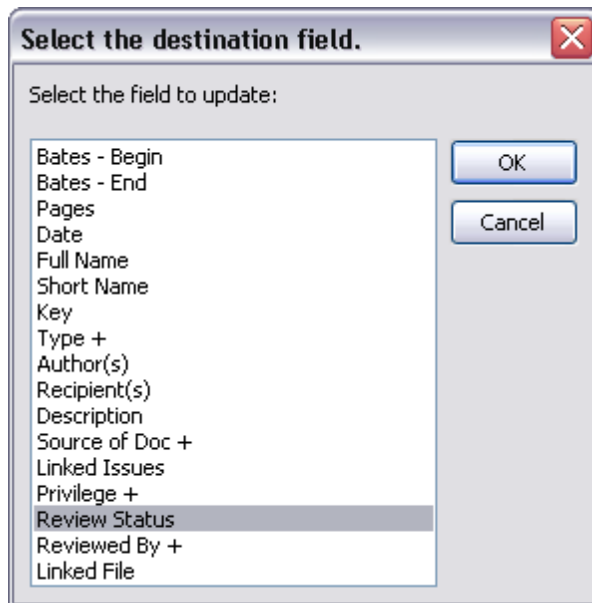 Select the destination field.
Select the field to update:
Bates - Begin
Bates - End
Pages
Date
Full Name
Short Name
Key
Type +
Author(s)
Recipient(s)
Description
Source of Doc +
Linked Issues
Privilege +
Review Status
Reviewed By +
Linked File
OK
Cancel